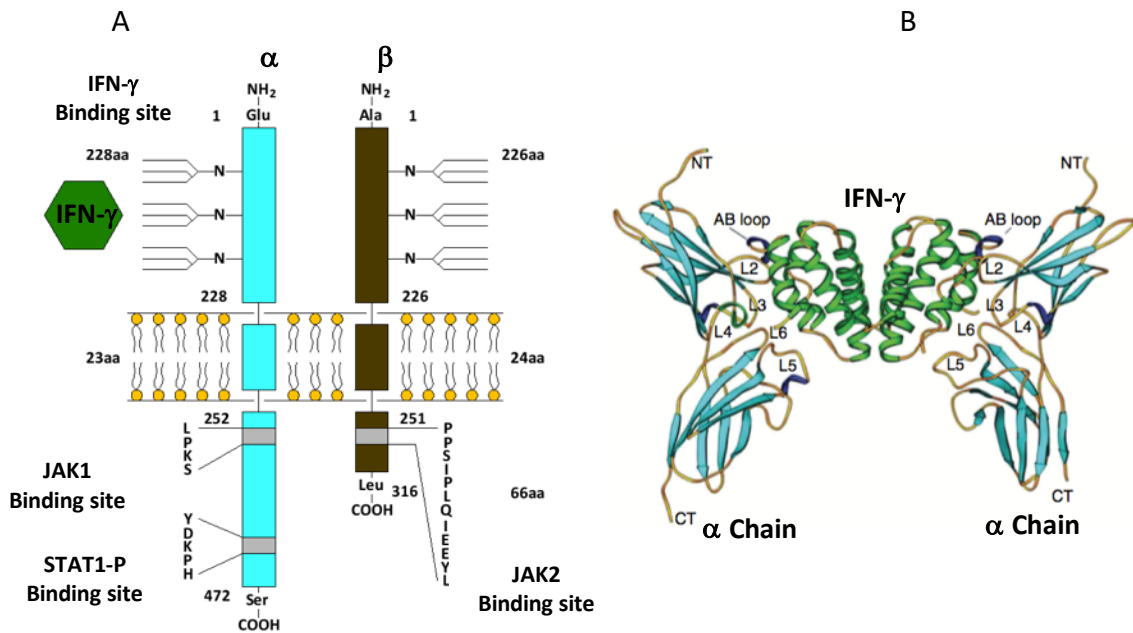 A
B
α
β
IFN-γ
Binding site
NH2
NH2
1
Glu
Ala
1
228aa
226aa
N
N
IFN-γ
N
N
N
N
228
226
23aa
24aa
252
251
L
P
K
S
P
P
S
I
P
L
Q
I
E
E
Y
L
JAK1
Binding site
Leu
316
COOH
66aa
Y
D
K
P
H
STAT1-P
Binding site
472
Ser
COOH
JAK2
Binding site
NT
NT
IFN-γ
AB loop
AB loop
L2
L2
L3
L3
L4
L4
L6
L6
L5
L5
CT
CT
α Chain
α Chain